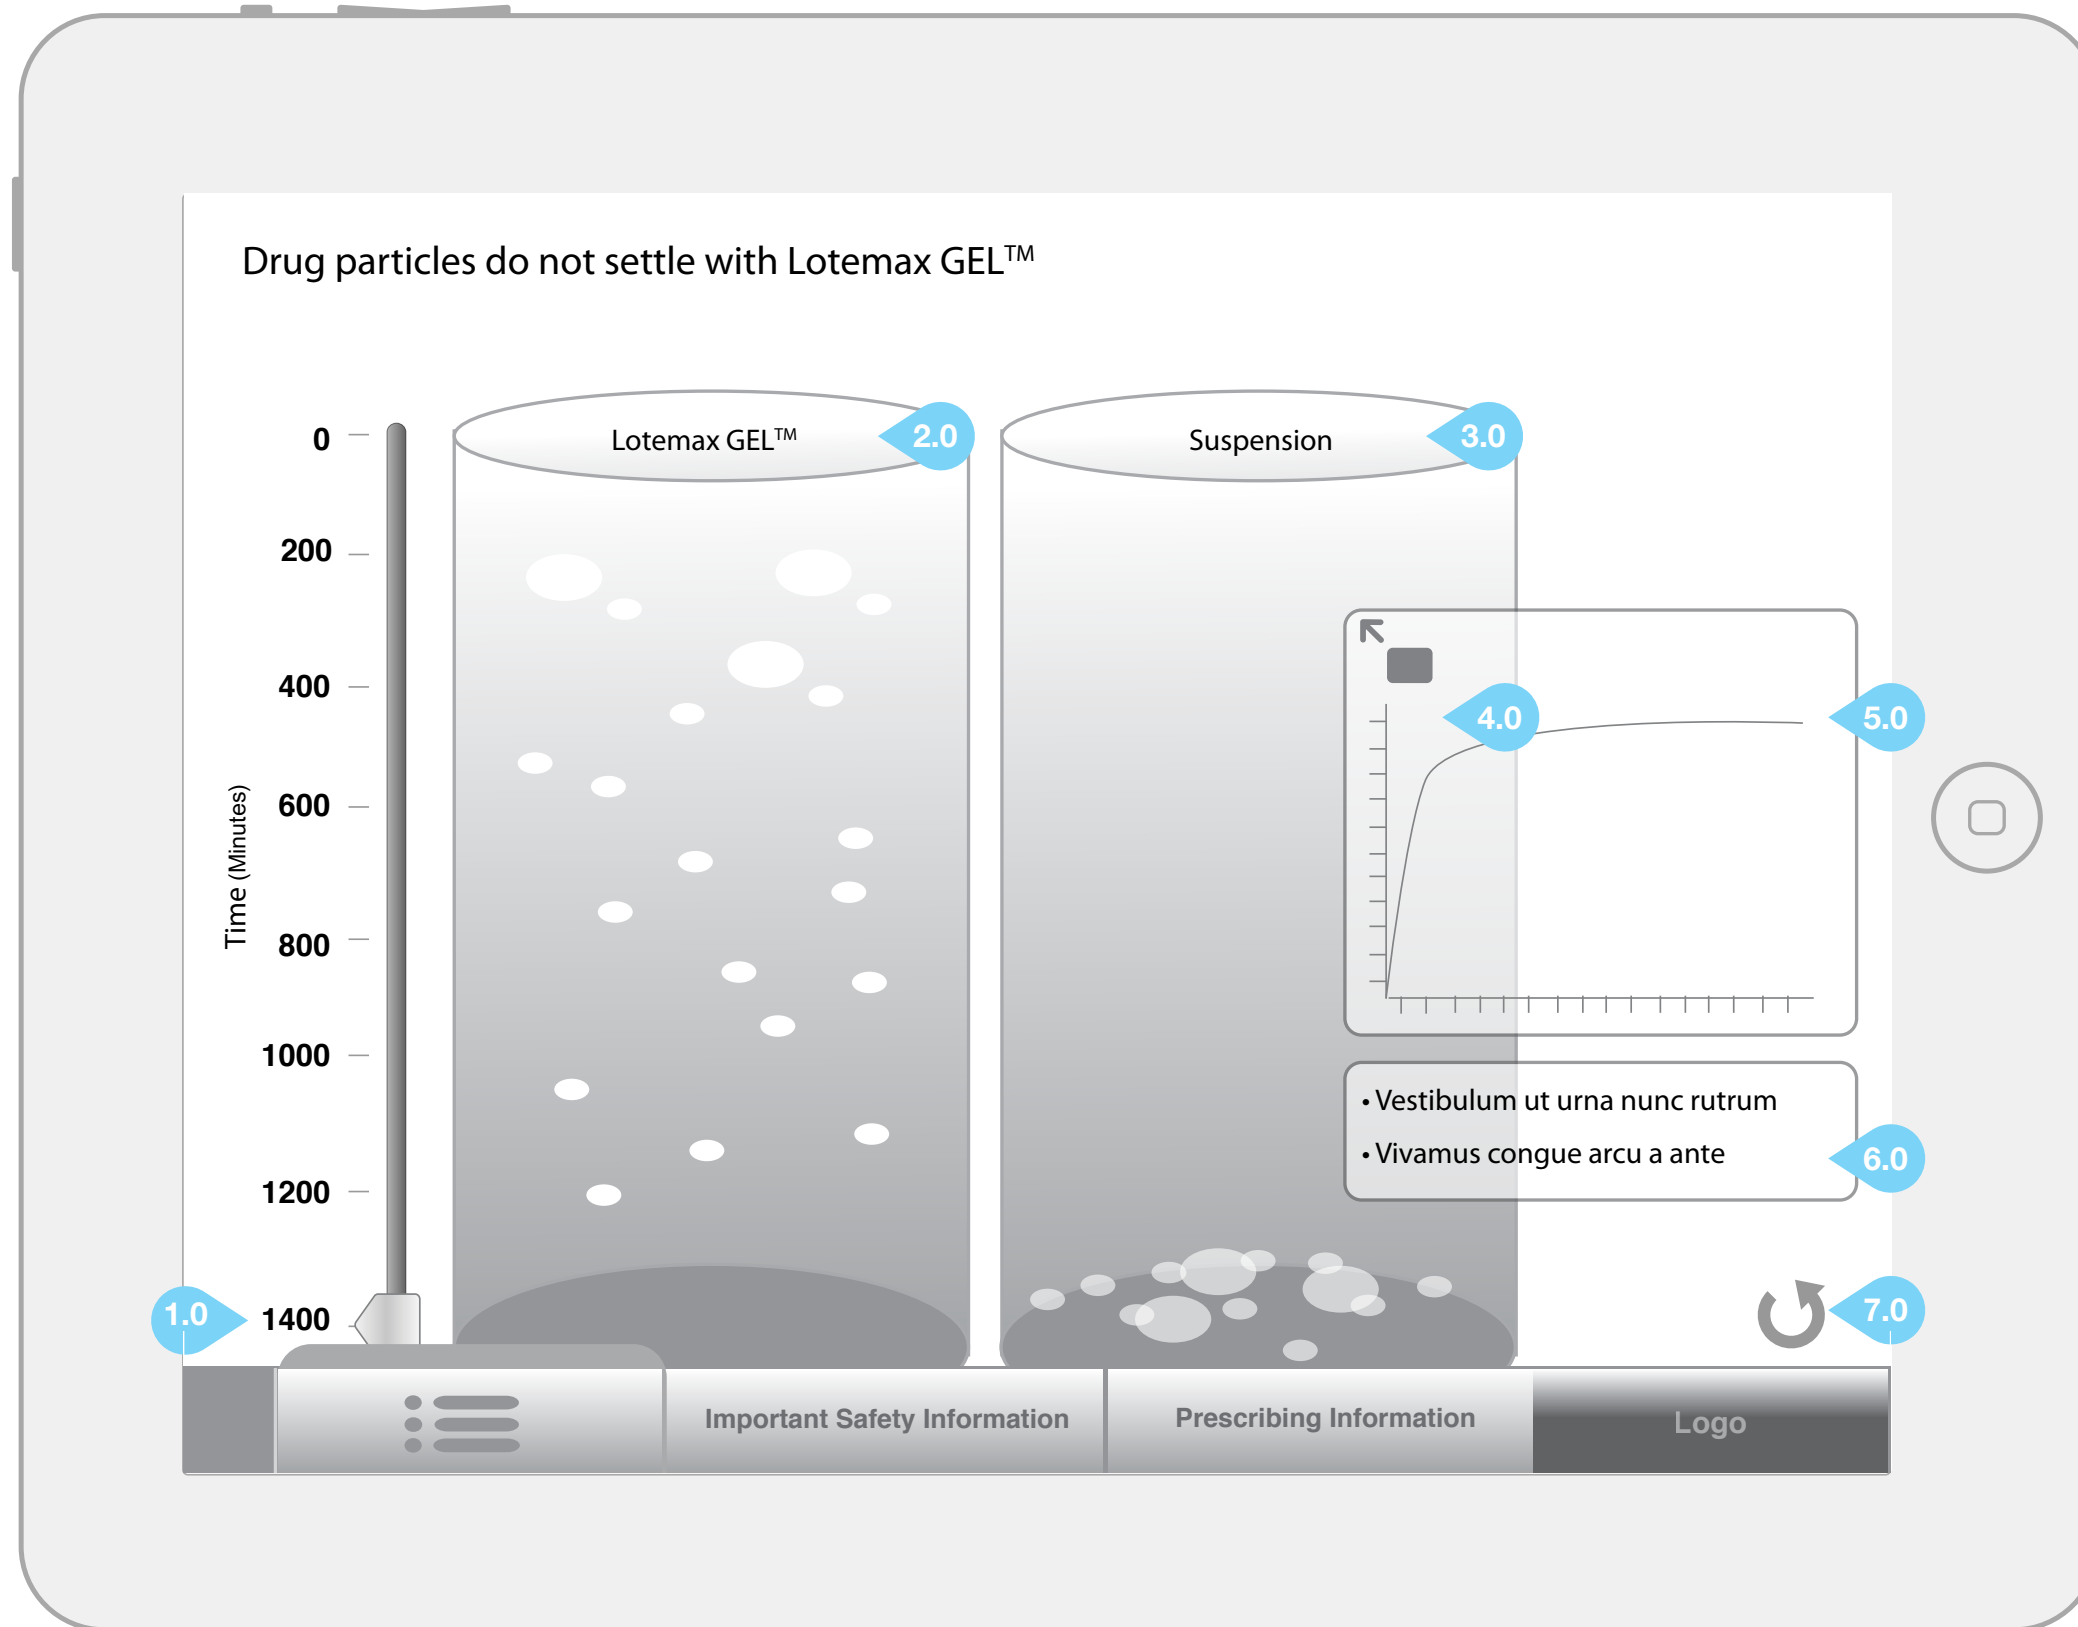 Drug particles do not settle with Lotemax GEL™
Lotemax GEL™
2.0
Suspension
3.0
0
200
400
600
800
1000
1200
1400
Time (Minutes)
1.0
4.0
5.0
• Vestibulum ut urna nunc rutrum
• Vivamus congue arcu a ante
6.0
7.0
Important Safety Information
Prescribing Information
Logo